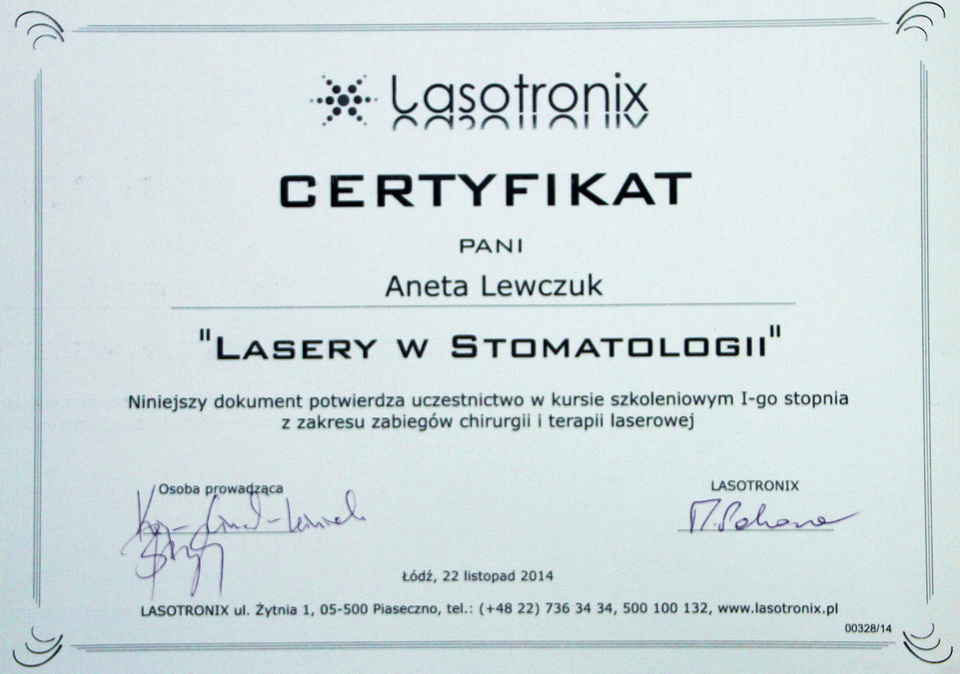 Lasotronix
CERTYFIKAT
PANI
Aneta Lewczuk
"LASERY W STOMATOLOGII"
Niniejszy dokument potwierdza uczestnictwo w kursie szkoleniowym I-go stopnia
z zakresu zabiegów chirurgii i terapii laserowej
Osoba prowadząca
LASOTRONIX
Łódź, 22 listopad 2014
LASOTRONIX ul. Żytnia 1, 05-500 Piaseczno, tel.: (+48 22) 736 34 34, 500 100 132, www.lasotronix.pl
00328/14